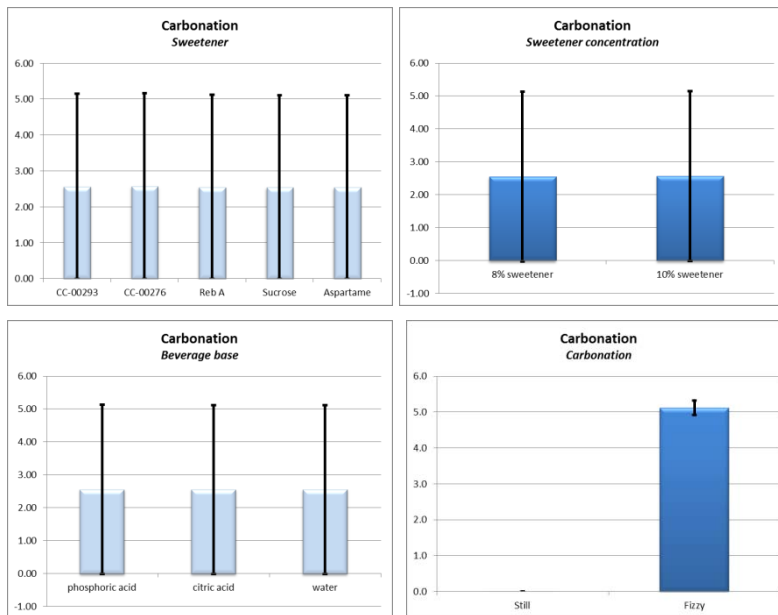 Carbonation
Sweetener
6.00
5.00
4.00
3.00
2.00
1.00
0.00
CC-00293 CC-00276 Reb A Sucrose Aspartame
Carbonation
Sweetener concentration
6.00
5.00
4.00
3.00
2.00
1.00
0.00
-1.00
8% sweetener 10% sweetener
Carbonation
Beverage base
6.00
5.00
4.00
3.00
2.00
1.00
0.00
-1.00
phosphoric acid citric acid water
Carbonation
Carbonation
6.0
5.0
4.0
3.0
2.0
1.0
0.0
Still Fizzy